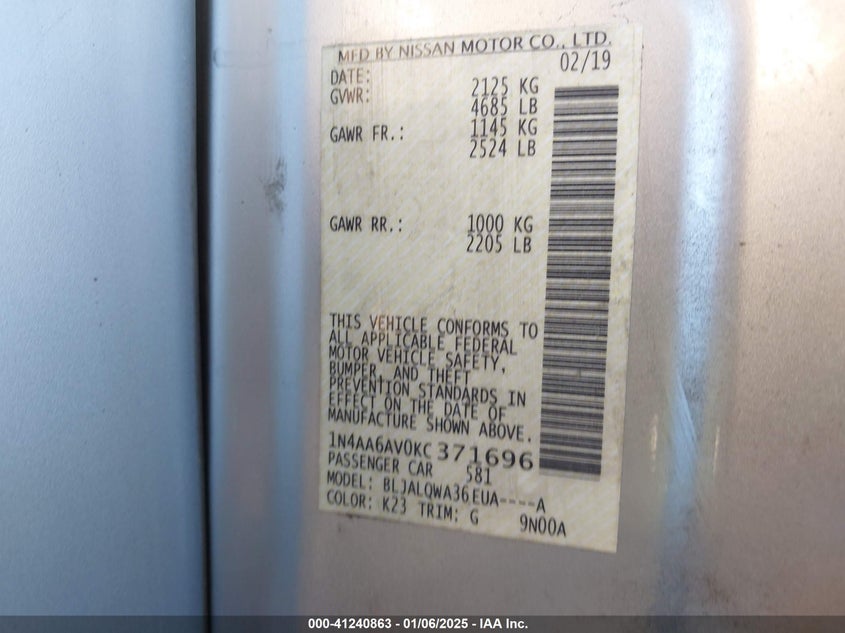 MFD BY NISSAN MOTOR CO., LTD.
DATE: 02/19
GVWR: 2125 KG
4685 LB
GAWR FR.: 1145 KG
2524 LB
GAWR RR.: 1000 KG
2205 LB
THIS VEHICLE CONFORMS TO
ALL APPLICABLE FEDERAL
MOTOR VEHICLE SAFETY,
BUMPER, AND THEFT
PREVENTION STANDARDS IN
EFFECT ON THE DATE OF
MANUFACTURE SHOWN ABOVE.
1N4AA6AV0KC371696
PASSENGER CAR 581
MODEL: BLJALQWA36EUA----A
COLOR: K23 TRIM: G 9N00A
000-41240863 - 01/06/2025 - IAA Inc.